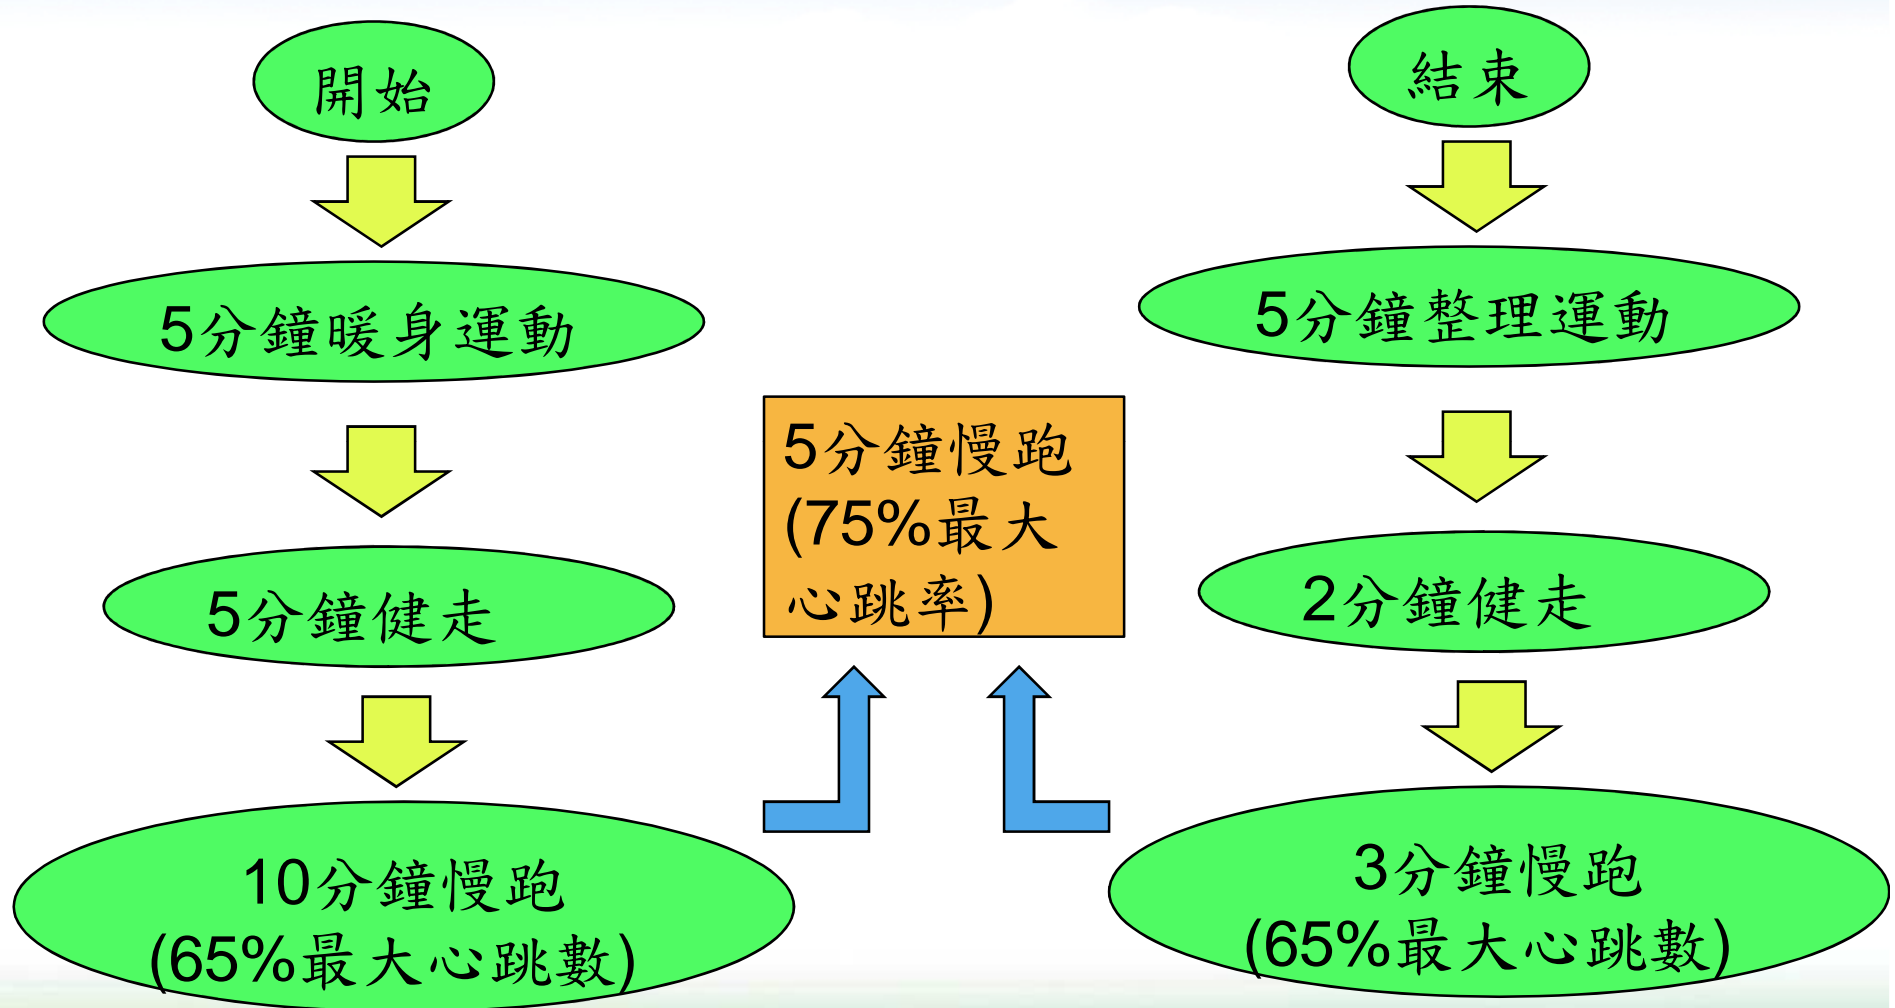 開始
5分鐘暖身運動
5分鐘健走
10分鐘慢跑
(65%最大心跳數)
5分鐘慢跑
(75%最大
心跳率)
結束
5分鐘整理運動
2分鐘健走
3分鐘慢跑
(65%最大心跳數)